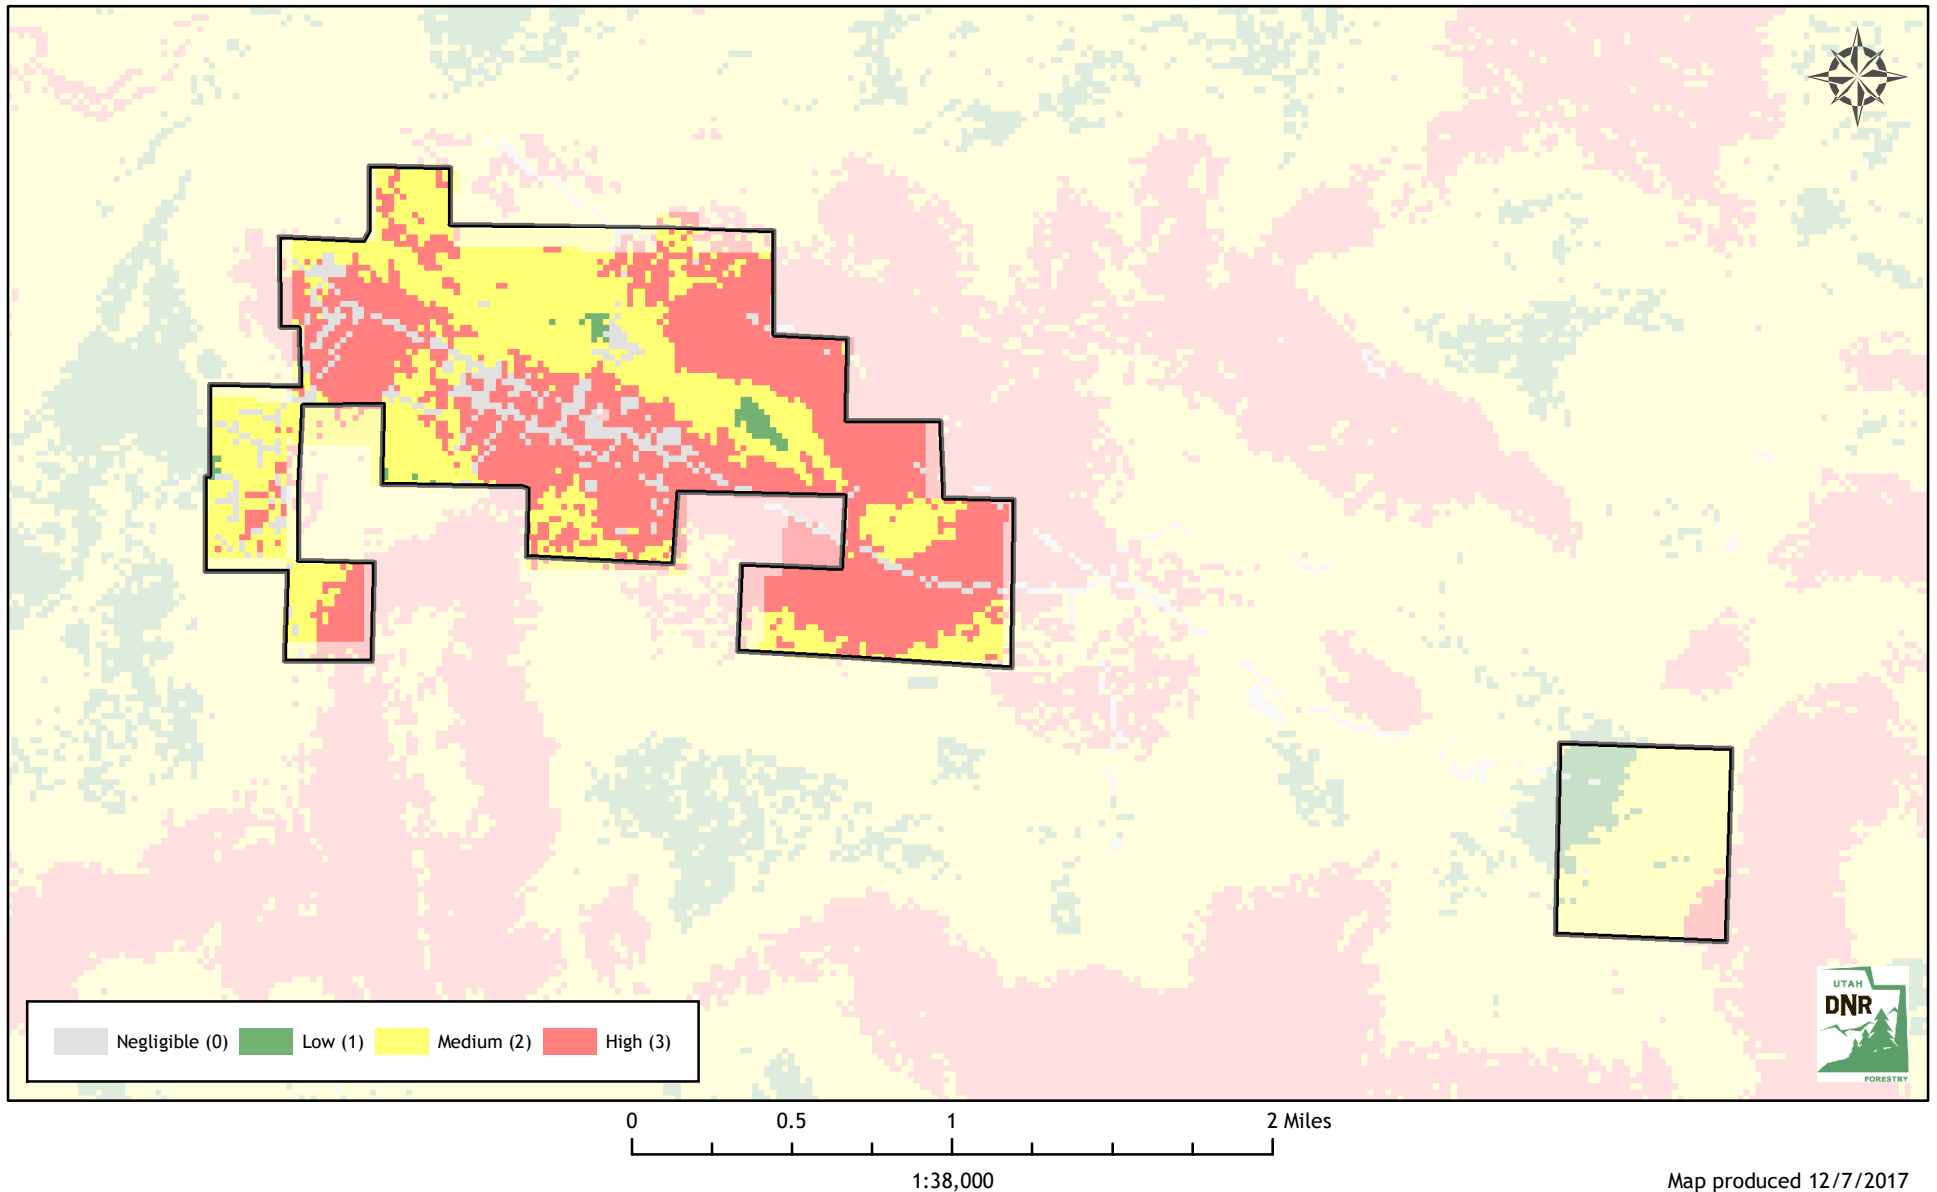 UTAH
DNR
FORESTRY
Negligible (0) Low (1) Medium (2) High (3)
0 0.5 1 2 Miles
1:38,000
Map produced 12/7/2017